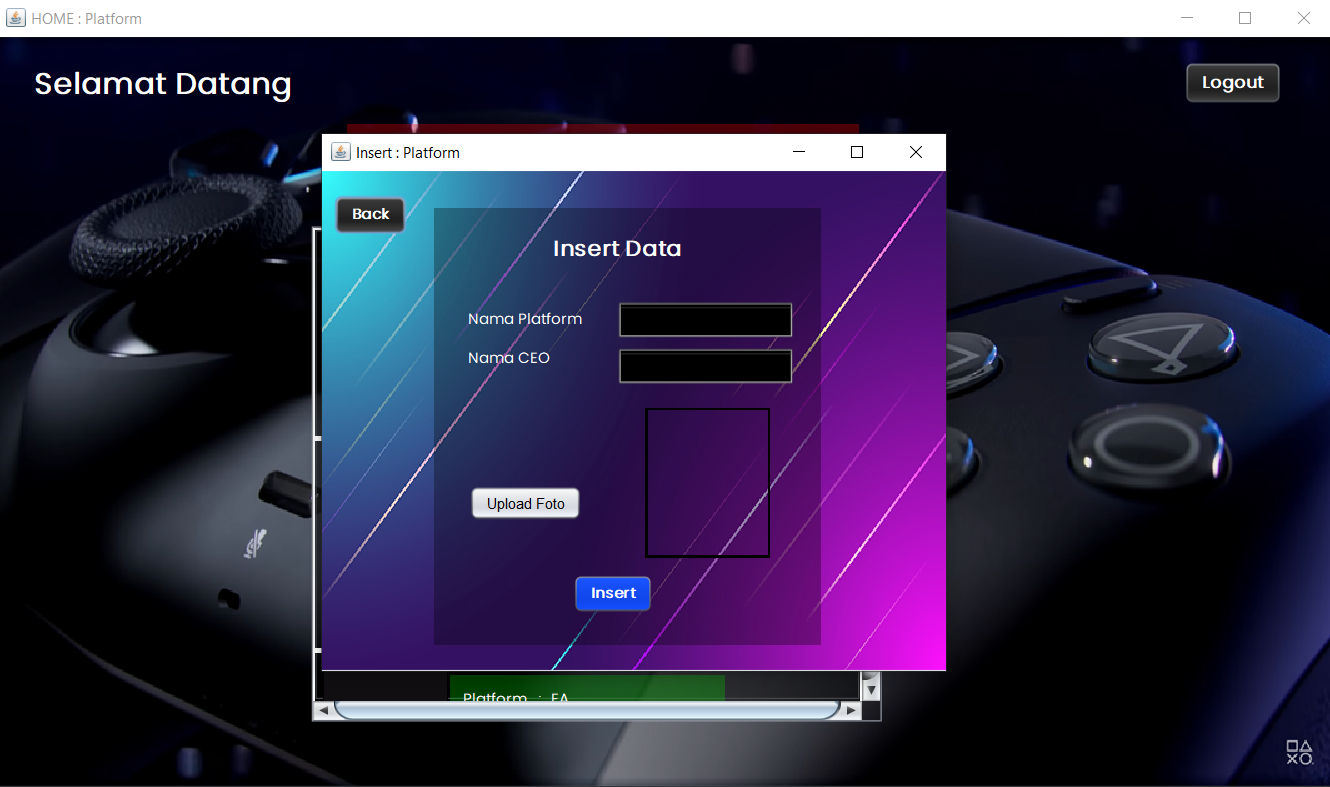 HOME : Platform
Selamat Datang
Logout
Insert : Platform
Back
Insert Data
Nama Platform
Nama CEO
Upload Foto
Insert
Platform : EA